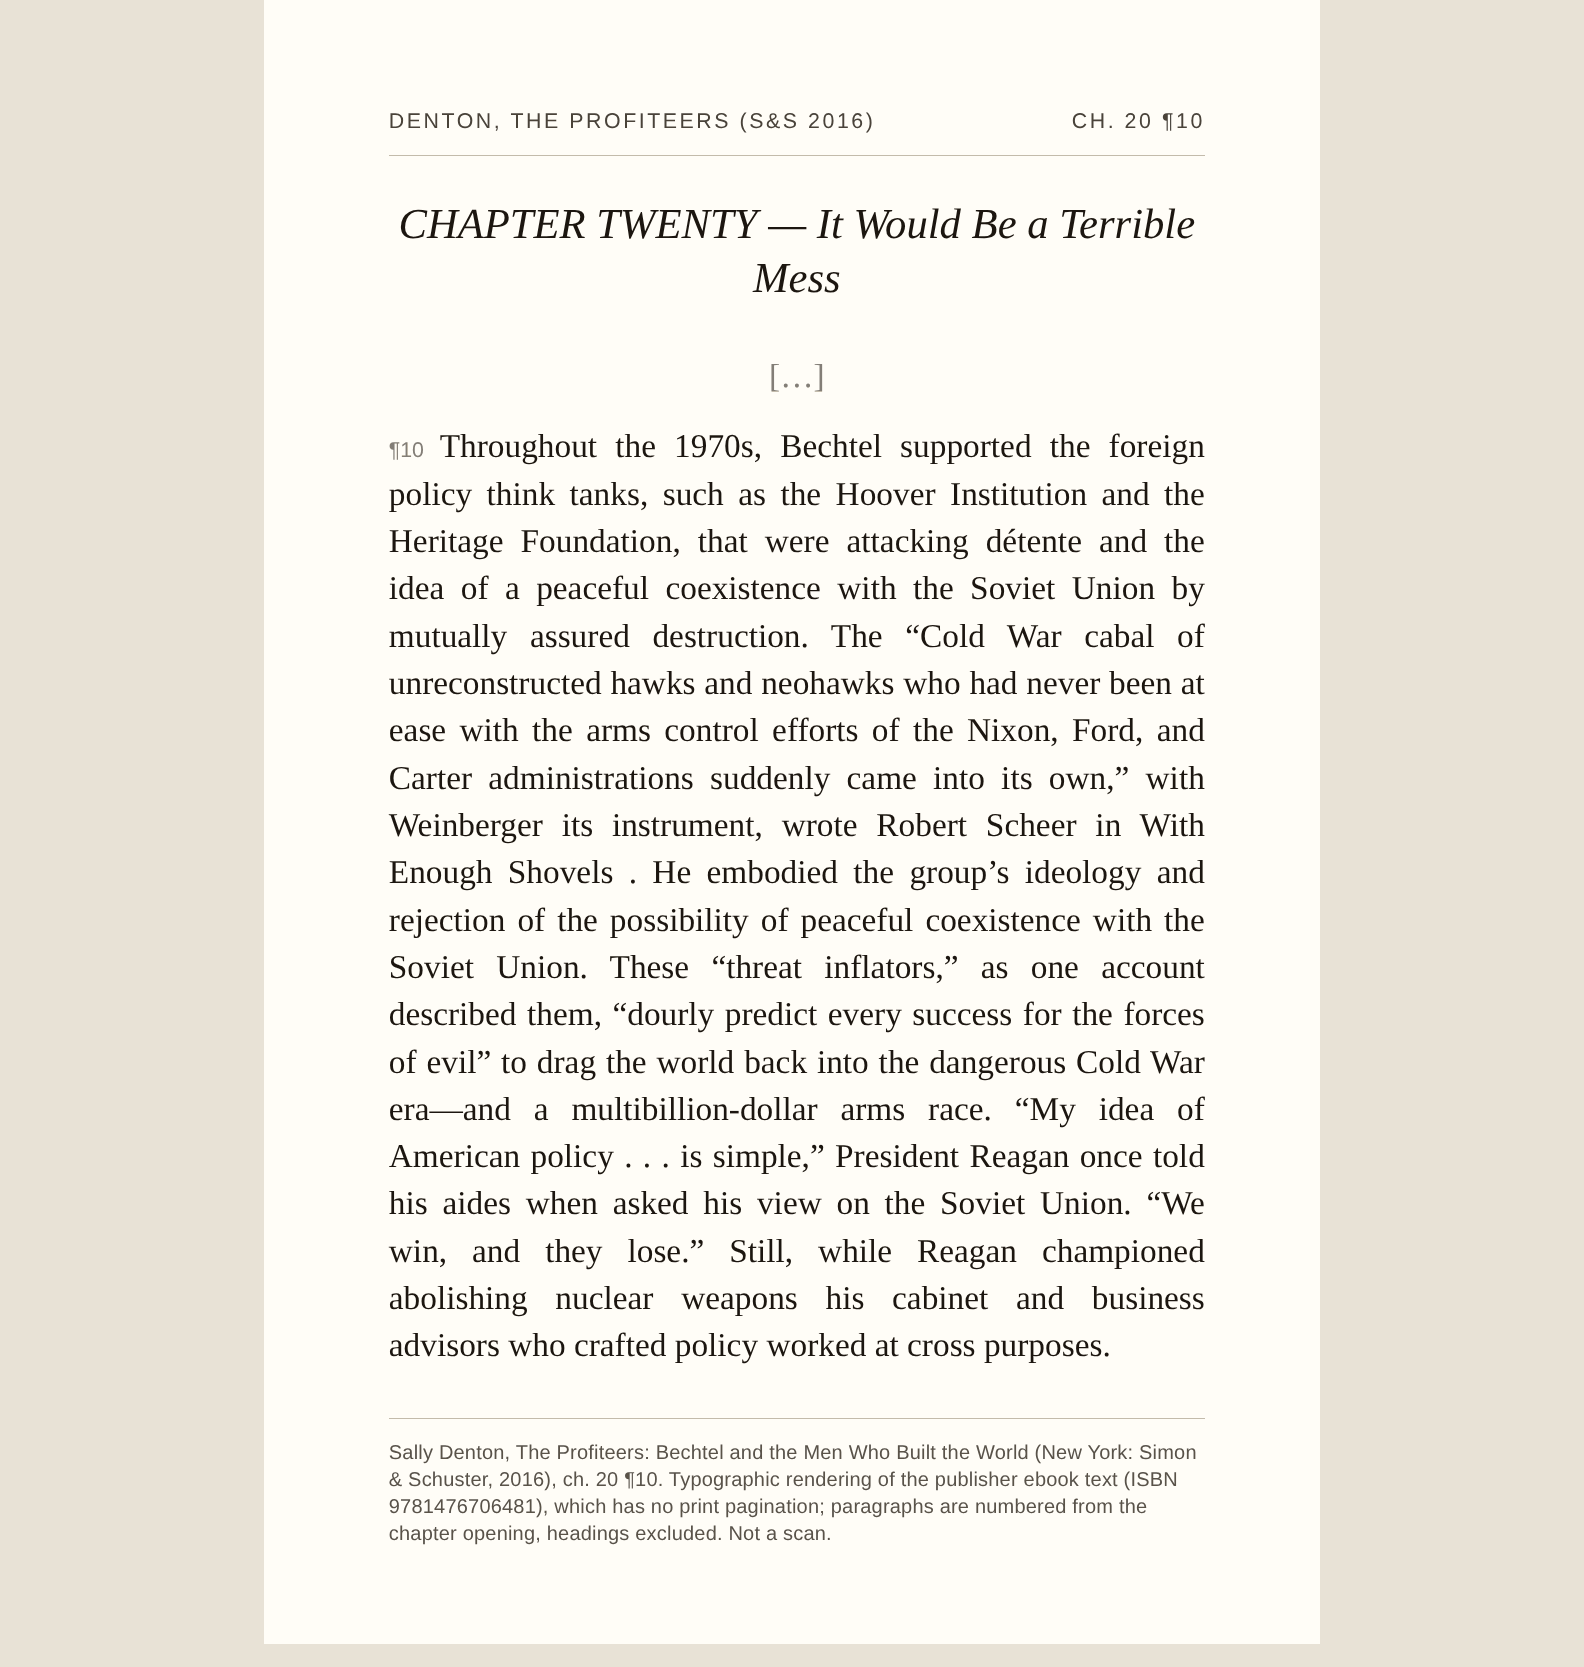 DENTON, THE PROFITEERS (S&S 2016) CH. 20 ¶10
CHAPTER TWENTY — It Would Be a Terrible
Mess
[…]
¶10 Throughout the 1970s, Bechtel supported the foreign
policy think tanks, such as the Hoover Institution and the
Heritage Foundation, that were attacking détente and the
idea of a peaceful coexistence with the Soviet Union by
mutually assured destruction. The “Cold War cabal of
unreconstructed hawks and neohawks who had never been at
ease with the arms control efforts of the Nixon, Ford, and
Carter administrations suddenly came into its own,” with
Weinberger its instrument, wrote Robert Scheer in With
Enough Shovels . He embodied the group’s ideology and
rejection of the possibility of peaceful coexistence with the
Soviet Union. These “threat inflators,” as one account
described them, “dourly predict every success for the forces
of evil” to drag the world back into the dangerous Cold War
era—and a multibillion-dollar arms race. “My idea of
American policy . . . is simple,” President Reagan once told
his aides when asked his view on the Soviet Union. “We
win, and they lose.” Still, while Reagan championed
abolishing nuclear weapons his cabinet and business
advisors who crafted policy worked at cross purposes.
Sally Denton, The Profiteers: Bechtel and the Men Who Built the World (New York: Simon
& Schuster, 2016), ch. 20 ¶10. Typographic rendering of the publisher ebook text (ISBN
9781476706481), which has no print pagination; paragraphs are numbered from the
chapter opening, headings excluded. Not a scan.